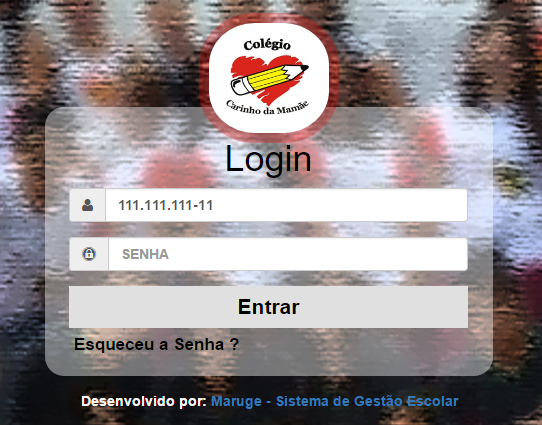 Colégio
Carinho da Mamãe
Login
111.111.111-11
SENHA
Entrar
Esqueceu a Senha ?
Desenvolvido por: Maruge - Sistema de Gestão Escolar